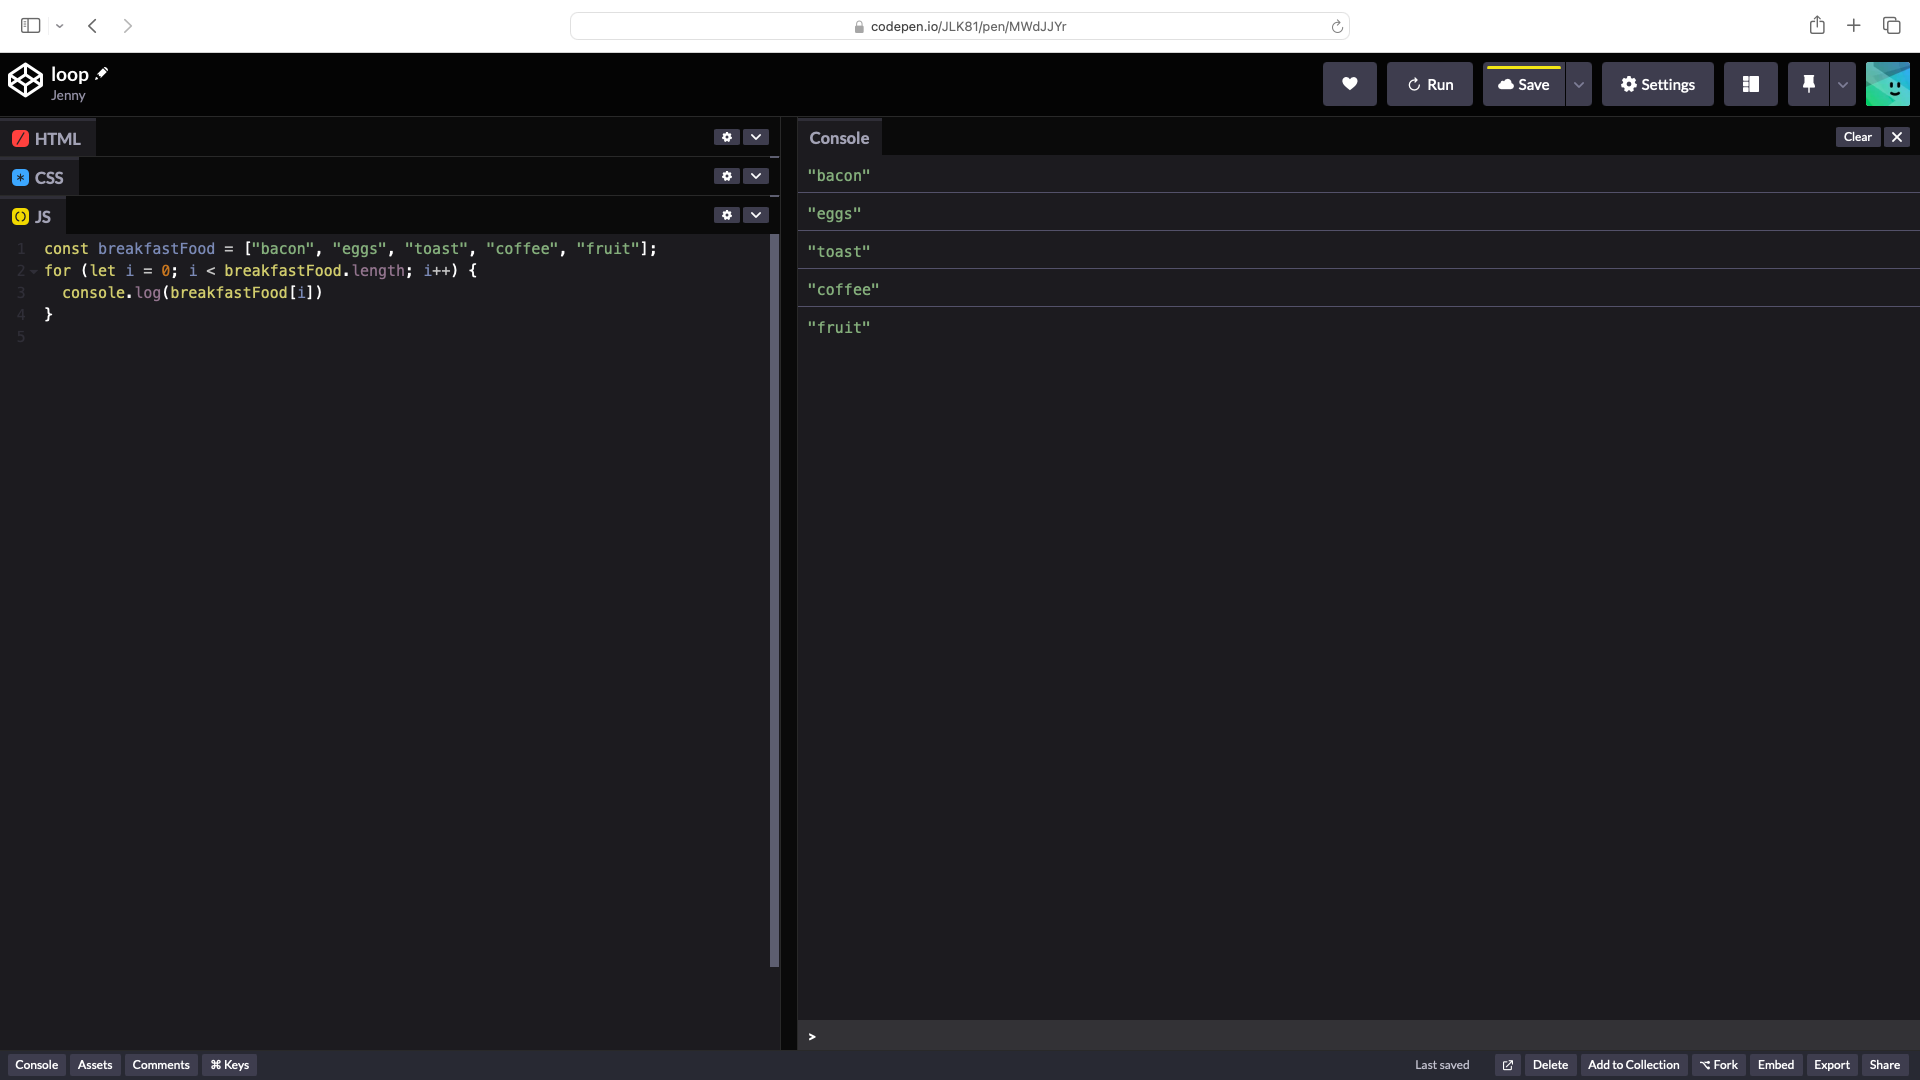 codepen.io/JLK81/pen/MWdJJYr
loop
Jenny
Run
Save
Settings
HTML
CSS
JS
1 const breakfastFood = ["bacon", "eggs", "toast", "coffee", "fruit"];
2 for (let i = 0; i < breakfastFood.length; i++) {
3 console.log(breakfastFood[i])
4 }
5
Console
Clear
"bacon"
"eggs"
"toast"
"coffee"
"fruit"
>
Console Assets Comments ⌘ Keys Last saved Delete Add to Collection Fork Embed Export Share